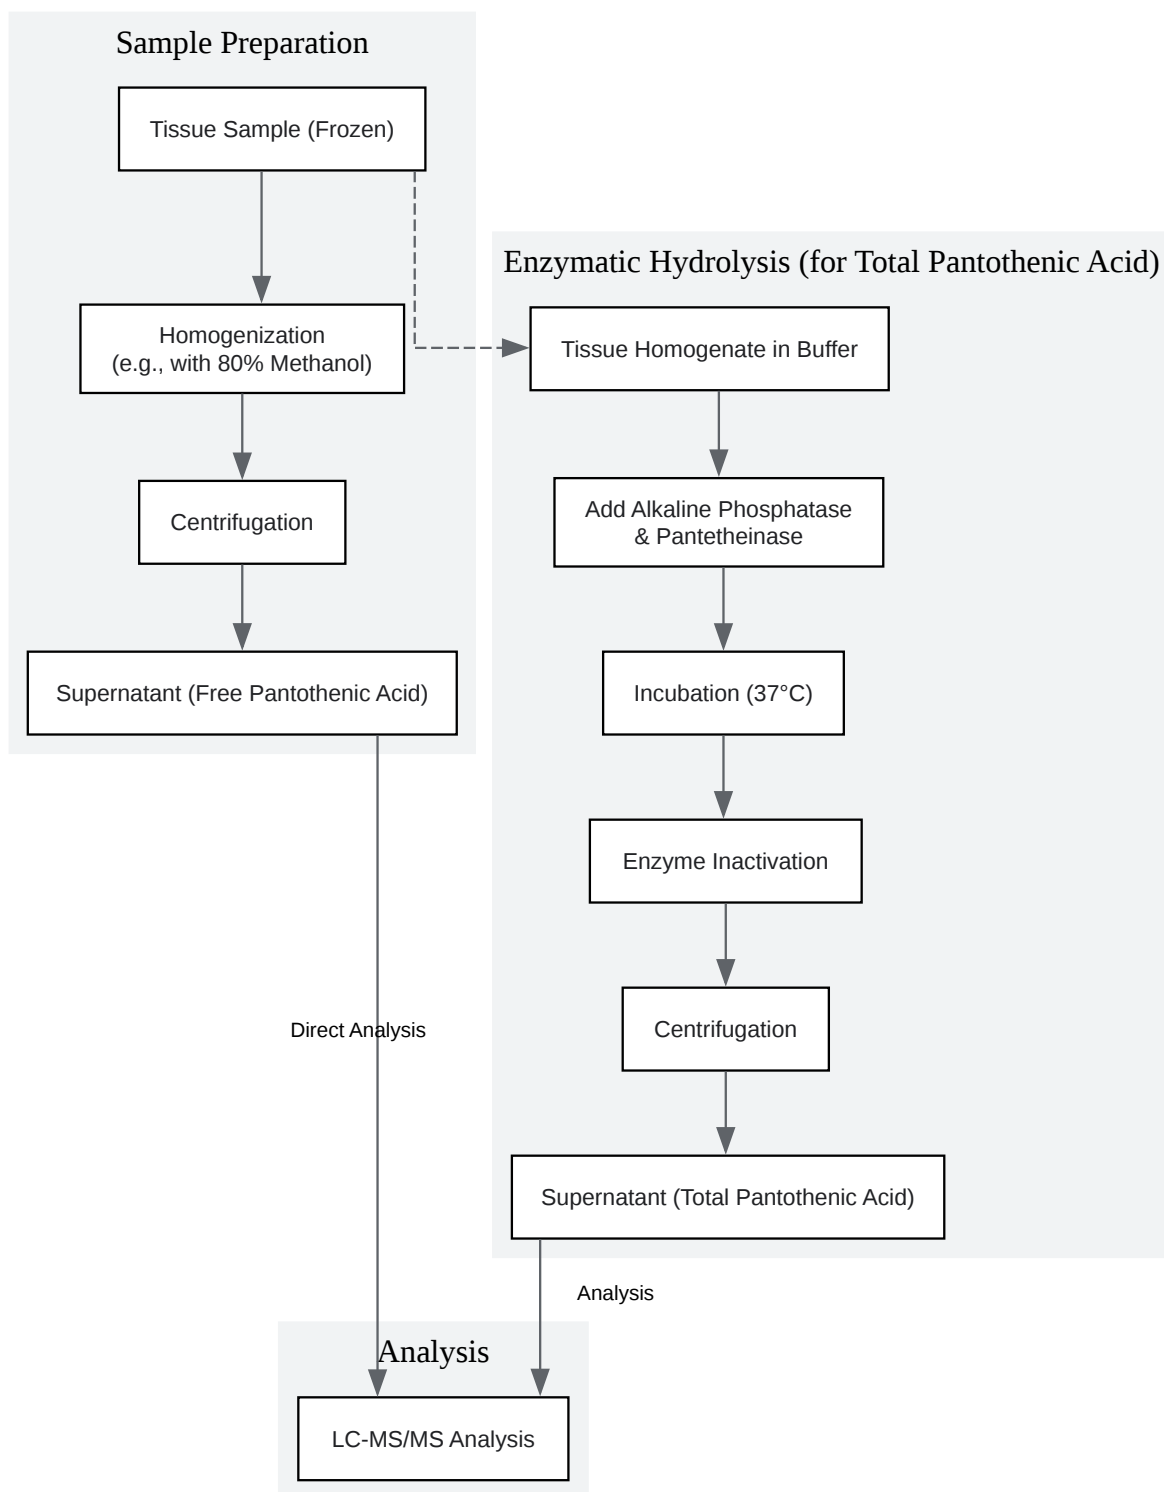 Sample Preparation
Tissue Sample (Frozen)
Homogenization
(e.g., with 80% Methanol)
Centrifugation
Supernatant (Free Pantothenic Acid)
Direct Analysis
Enzymatic Hydrolysis (for Total Pantothenic Acid)
Tissue Homogenate in Buffer
Add Alkaline Phosphatase
& Pantetheinase
Incubation (37°C)
Enzyme Inactivation
Centrifugation
Supernatant (Total Pantothenic Acid)
Analysis
Analysis
LC-MS/MS Analysis